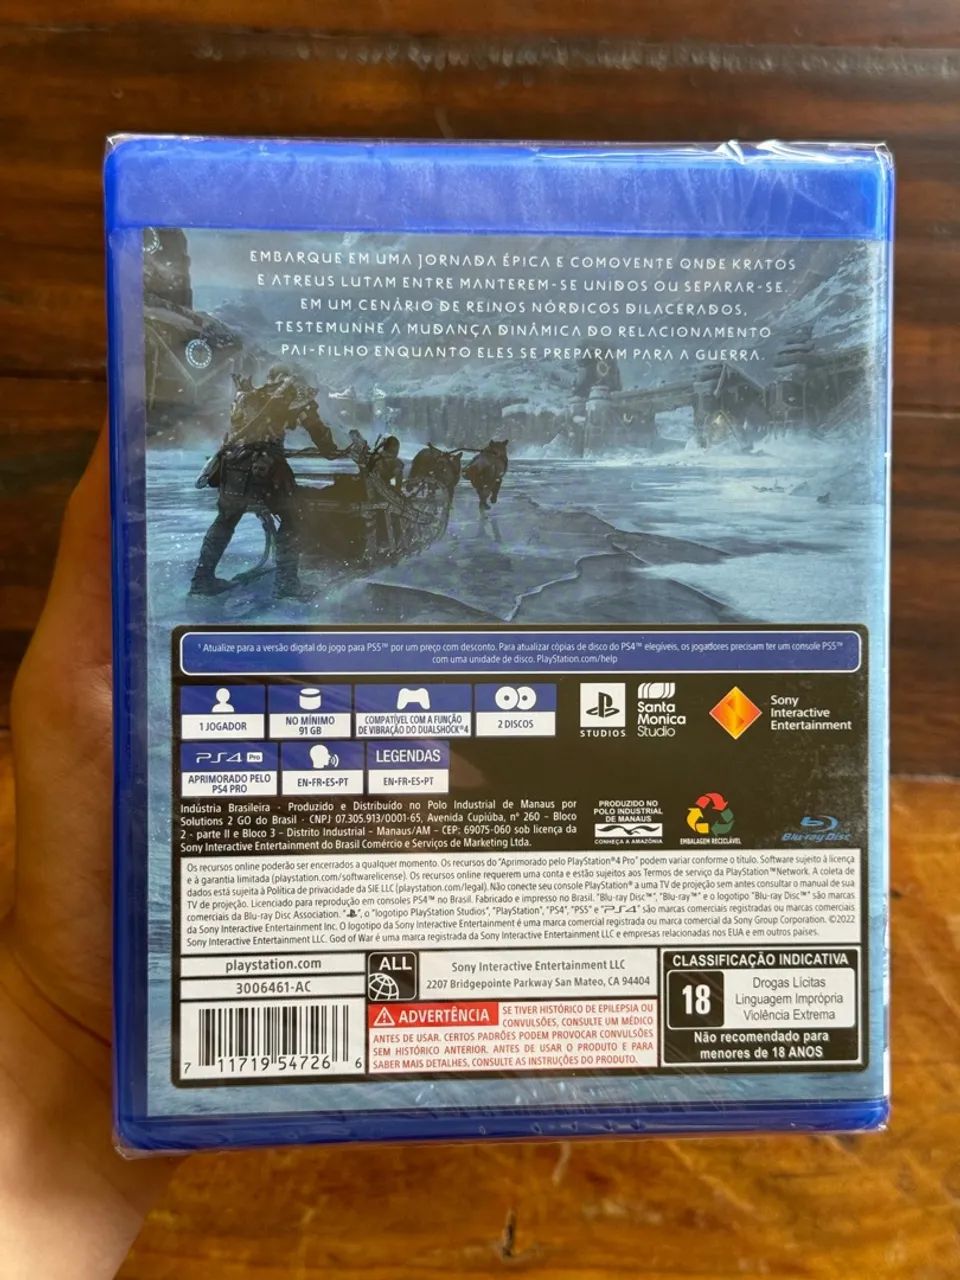 EMBARQUE EM UMA JORNADA ÉPICA E COMOVENTE ONDE KRATOS
E ATREUS LUTAM ENTRE MANTEREM-SE UNIDOS OU SEPARAR-SE.
EM UM CENÁRIO DE REINOS NÓRDICOS DILACERADOS,
TESTEMUNHE A MUDANÇA DINÂMICA DO RELACIONAMENTO
PAI-FILHO ENQUANTO ELES SE PREPARAM PARA A GUERRA.
¹ Atualize para a versão digital do jogo para PS5™ por um preço com desconto. Para atualizar cópias de disco do PS4™ elegíveis, os jogadores precisam ter um console PS5™
com uma unidade de disco. PlayStation.com/help
1 JOGADOR
NO MÍNIMO
91 GB
COMPATÍVEL COM A FUNÇÃO
DE VIBRAÇÃO DO DUALSHOCK®4
2 DISCOS
STUDIOS
Santa
Monica
Studio
Sony
Interactive
Entertainment
PS4 Pro
APRIMORADO PELO
PS4 PRO
EN•FR•ES•PT
LEGENDAS
EN•FR•ES•PT
Indústria Brasileira - Produzido e Distribuído no Polo Industrial de Manaus por
Solutions 2 GO do Brasil - CNPJ 07.305.913/0001-65, Avenida Cupiúba, n° 260 – Bloco
2 - parte II e Bloco 3 – Distrito Industrial – Manaus/AM – CEP: 69075-060 sob licença da
Sony Interactive Entertainment do Brasil Comércio e Serviços de Marketing Ltda.
PRODUZIDO NO
POLO INDUSTRIAL
DE MANAUS
CONHEÇA A AMAZÔNIA
EMBALAGEM RECICLÁVEL
Blu-ray Disc
Os recursos online poderão ser encerrados a qualquer momento. Os recursos do "Aprimorado pelo PlayStation®4 Pro" podem variar conforme o título. Software sujeito à licença
e à garantia limitada (playstation.com/softwarelicense). Os recursos online requerem uma conta e estão sujeitos aos Termos de serviço da PlayStation™Network. A coleta de
dados está sujeita à Política de privacidade da SIE LLC (playstation.com/legal). Não conecte seu console PlayStation® a uma TV de projeção sem antes consultar o manual de sua
TV de projeção. Licenciado para reprodução em consoles PS4™ no Brasil. Fabricado e impresso no Brasil. "Blu-ray Disc™", "Blu-ray™" e o logotipo "Blu-ray Disc™" são marcas
comerciais da Blu-ray Disc Association. " ", o "logotipo PlayStation Studios", "PlayStation", "PS4", "PS5" e "PS4" são marcas comerciais registradas ou marcas comerciais
da Sony Interactive Entertainment Inc. O logotipo da Sony Interactive Entertainment é uma marca comercial registrada ou marca comercial da Sony Group Corporation. ©2022
Sony Interactive Entertainment LLC. God of War é uma marca registrada da Sony Interactive Entertainment LLC e empresas relacionadas nos EUA e em outros países.
playstation.com
3006461-AC
ALL
Sony Interactive Entertainment LLC
2207 Bridgepointe Parkway San Mateo, CA 94404
7 11719 54726 6
ADVERTÊNCIA SE TIVER HISTÓRICO DE EPILEPSIA OU
CONVULSÕES, CONSULTE UM MÉDICO
ANTES DE USAR. CERTOS PADRÕES PODEM PROVOCAR CONVULSÕES
SEM HISTÓRICO ANTERIOR. ANTES DE USAR O PRODUTO E PARA
SABER MAIS DETALHES, CONSULTE AS INSTRUÇÕES DO PRODUTO.
CLASSIFICAÇÃO INDICATIVA
18
Drogas Lícitas
Linguagem Imprópria
Violência Extrema
Não recomendado para
menores de 18 ANOS